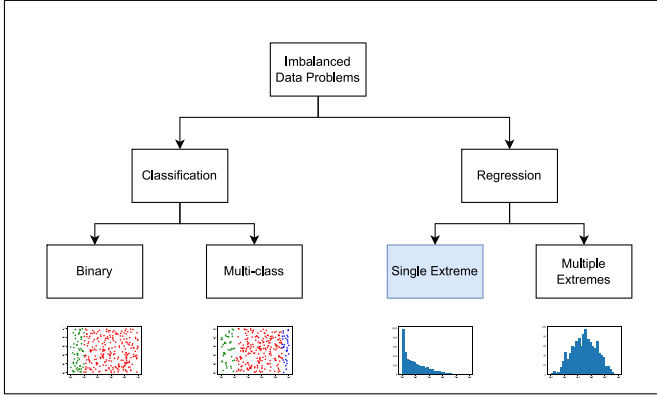 Imbalanced
Data Problems
Classification
Regression
Binary
Multi-class
Single Extreme
Multiple
Extremes